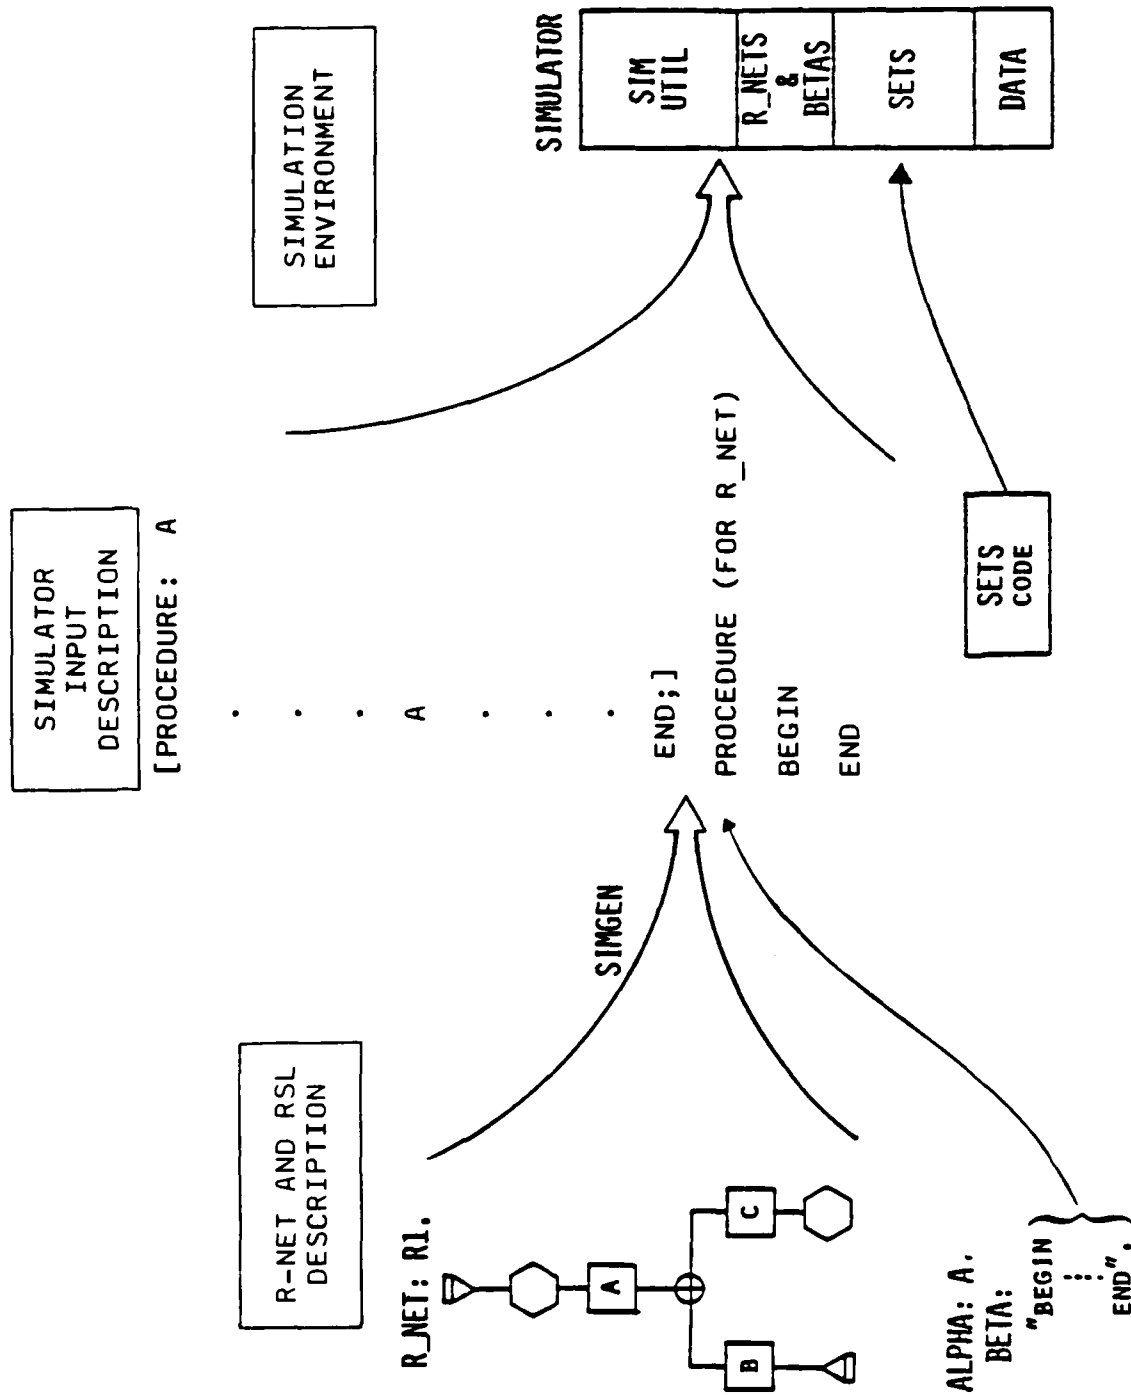 R-NET AND RSL
DESCRIPTION
R_NET: R1.
A
B
C
ALPHA: A.
BETA:
"BEGIN
END".
SIMGEN
SIMULATOR
INPUT
DESCRIPTION
[PROCEDURE: A
A
END;]
PROCEDURE (FOR R_NET)
BEGIN
END
SETS
CODE
SIMULATION
ENVIRONMENT
SIMULATOR
SIM
UTIL
R_NETS
&
BETAS
SETS
DATA